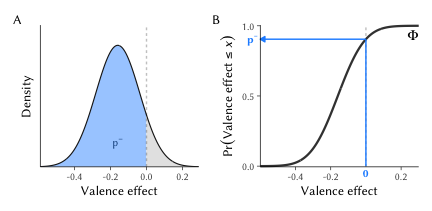 A
Density
p⁻
-0.4
-0.2
0.0
0.2
Valence effect
B
Pr(Valence effect ≤ x)
1.0
p⁻
0.5
0.0
Φ
-0.4
-0.2
0
0.2
Valence effect